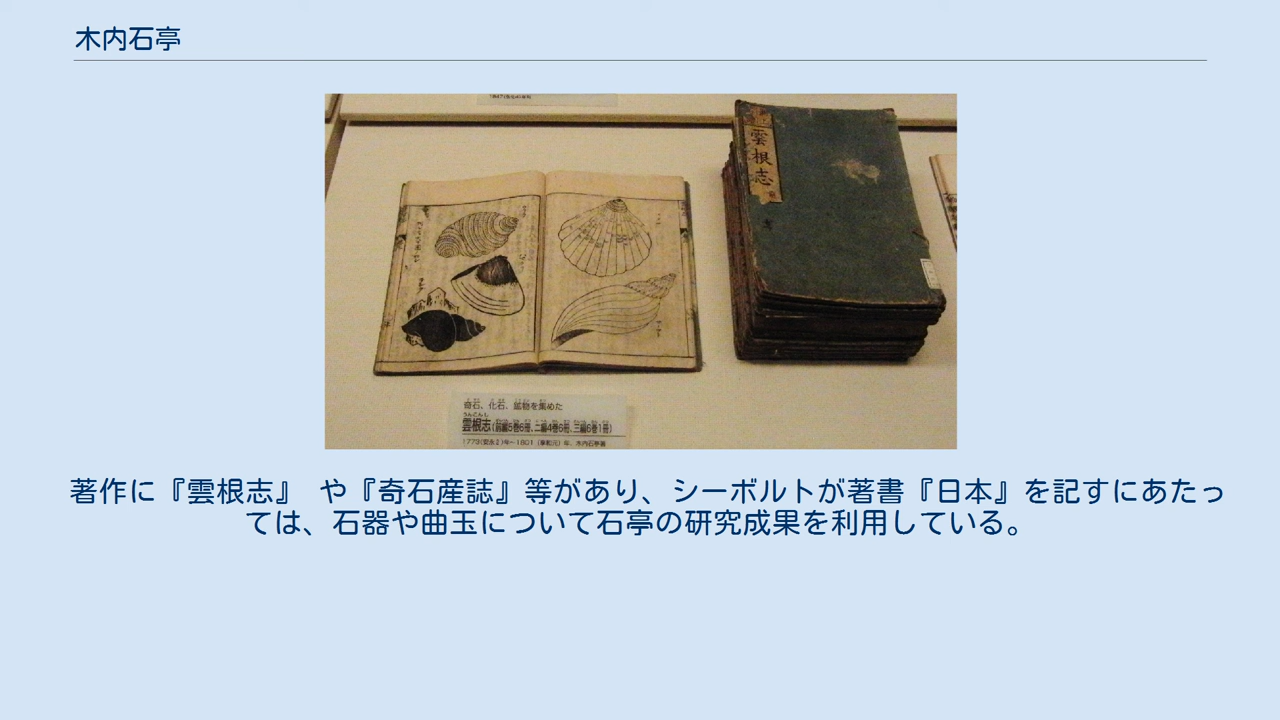 木内石亭
雲根志
奇石、化石、鉱物を集めた
うんこんし
雲根志(前編5巻6冊、二編4巻6冊、三編6巻1冊)
1773(安永2)年~1801(享和元)年、木内石亭著
著作に『雲根志』 や『奇石産誌』等があり、シーボルトが著書『日本』を記すにあたっ
ては、石器や曲玉について石亭の研究成果を利用している。